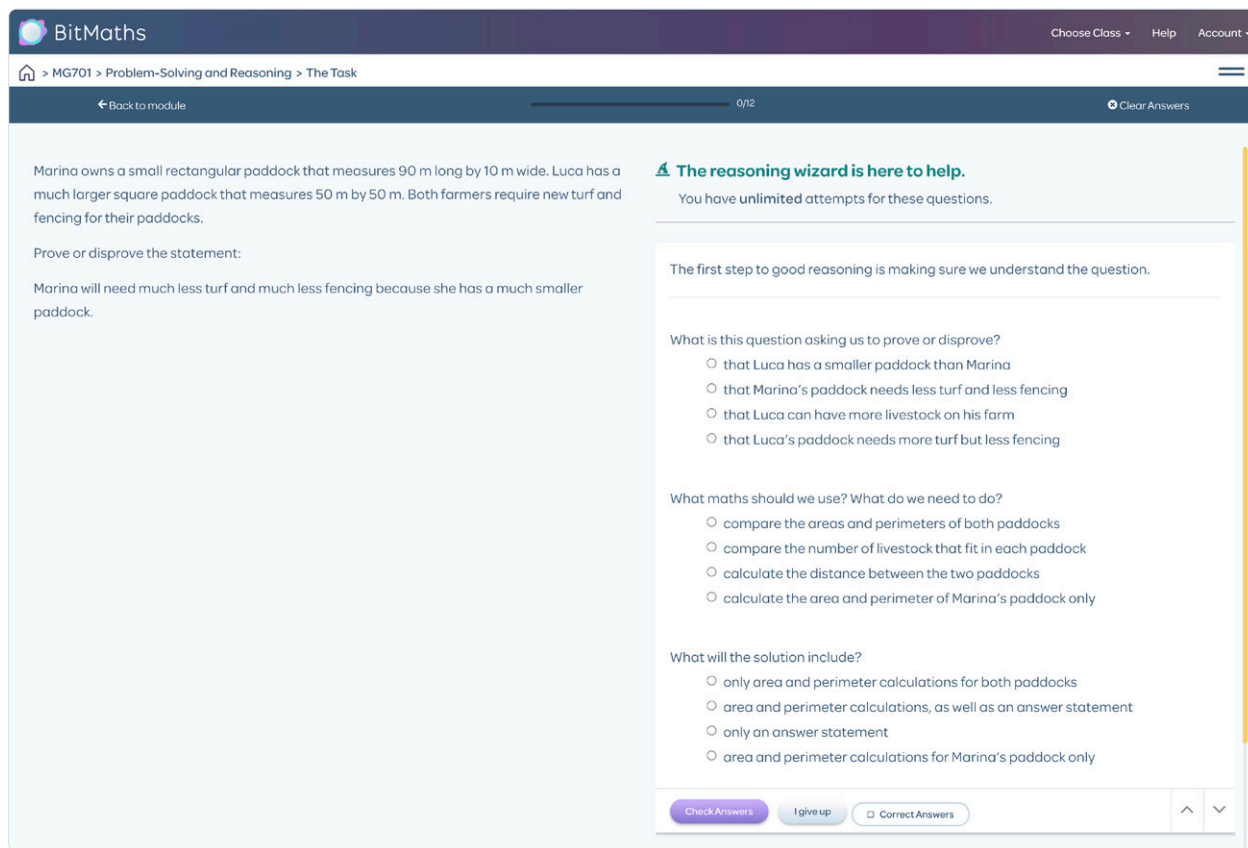 BitMaths
Choose Class Help Account
> MG701 > Problem-Solving and Reasoning > The Task
Back to module
0/12
Clear Answers
Marina owns a small rectangular paddock that measures 90 m long by 10 m wide. Luca has a
much larger square paddock that measures 50 m by 50 m. Both farmers require new turf and
fencing for their paddocks.
Prove or disprove the statement:
Marina will need much less turf and much less fencing because she has a much smaller
paddock.
The reasoning wizard is here to help.
You have unlimited attempts for these questions.
The first step to good reasoning is making sure we understand the question.
What is this question asking us to prove or disprove?
that Luca has a smaller paddock than Marina
that Marina's paddock needs less turf and less fencing
that Luca can have more livestock on his farm
that Luca's paddock needs more turf but less fencing
What maths should we use? What do we need to do?
compare the areas and perimeters of both paddocks
compare the number of livestock that fit in each paddock
calculate the distance between the two paddocks
calculate the area and perimeter of Marina's paddock only
What will the solution include?
only area and perimeter calculations for both paddocks
area and perimeter calculations, as well as an answer statement
only an answer statement
area and perimeter calculations for Marina's paddock only
Check Answers
I give up
Correct Answers